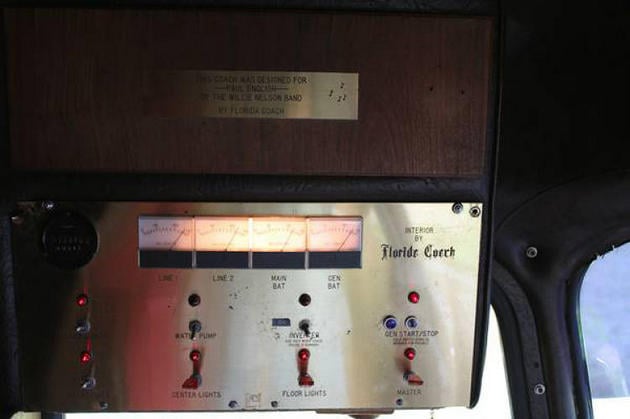 THIS COACH WAS DESIGNED FOR
PAUL ENGLISH
OF THE WILLIE NELSON BAND
BY FLORIDA COACH
INTERIOR
BY
Floride Coach
LINE 1
LINE 2
MAIN
BAT
GEN
BAT
WATER PUMP
INVERTER
GEN START/STOP
CENTER LIGHTS
FLOOR LIGHTS
MASTER